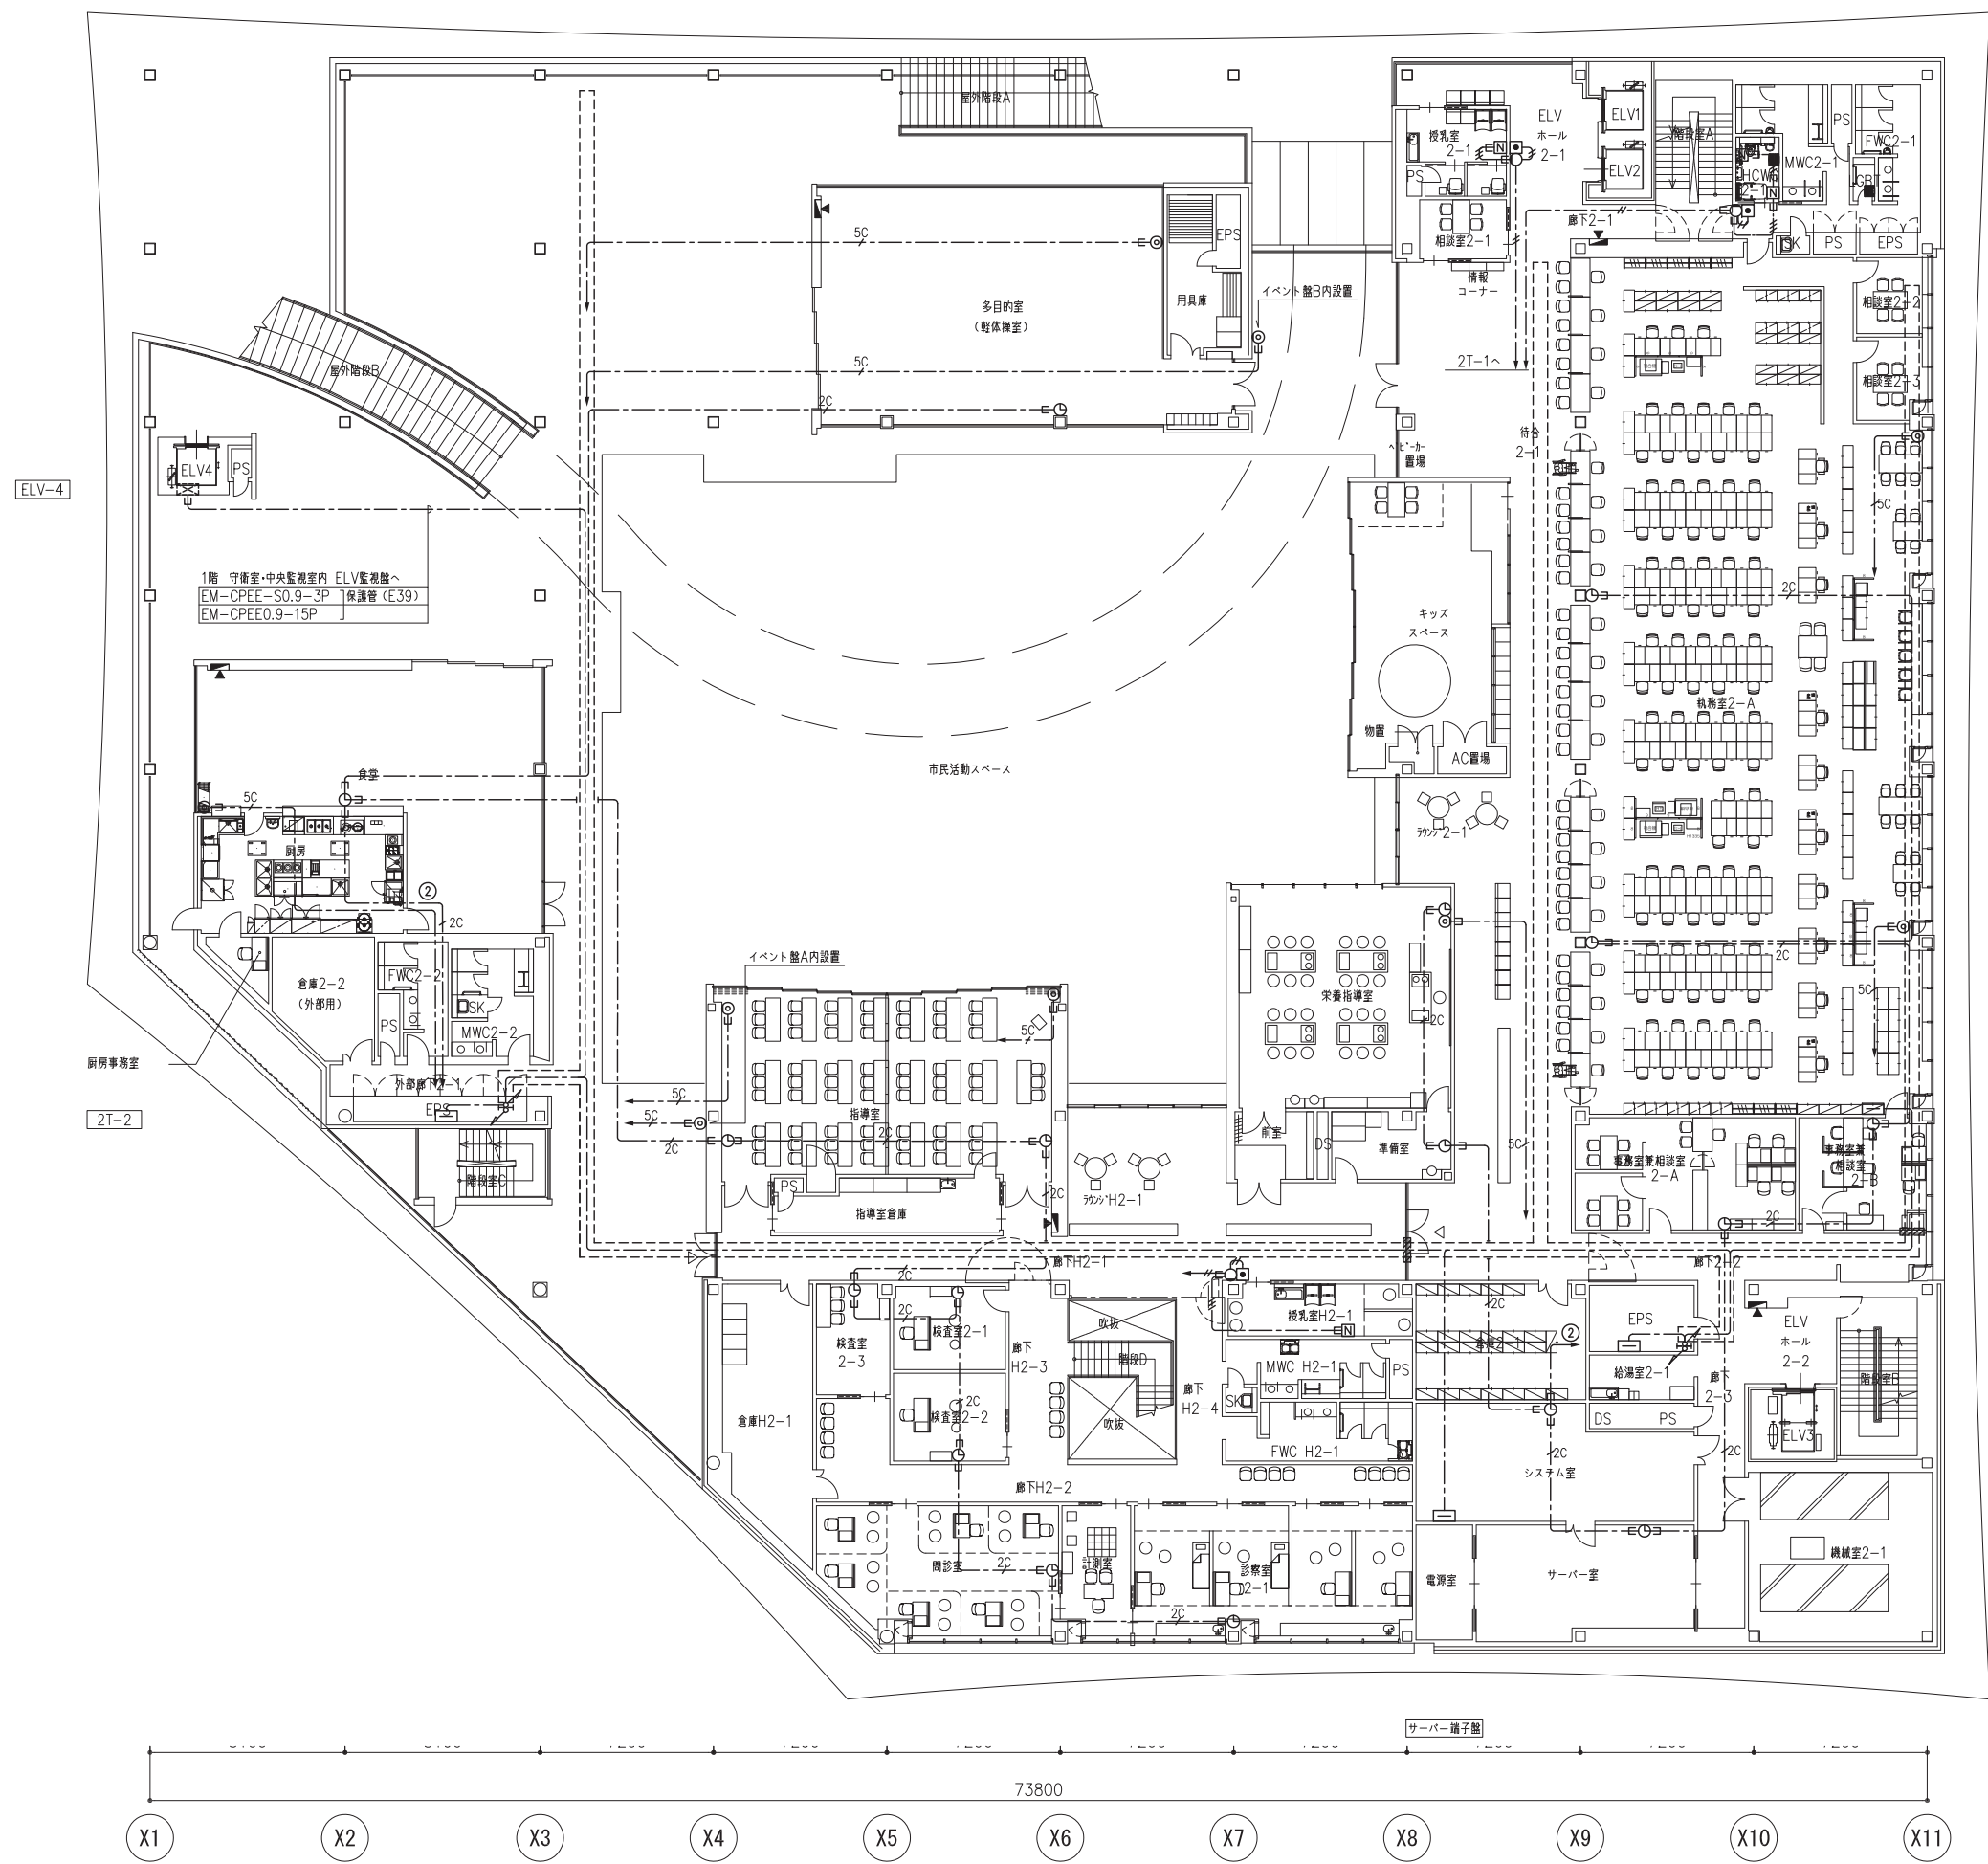 屋外階段A
ELV
ホール
2-1
ELV1
ELV2
階段室A
PS
FWC2-1
MWC2-1
HCWC
2-1
授乳室
2-1
PS
相談室2-1
情報
コーナー
廊下2-1
SK
PS
EPS
5C
EPS
用具庫
イベント盤B内設置
多目的室
(軽体操室)
相談室2-2
相談室2-3
屋外階段B
5C
2C
2T-1へ
待合
2-1
ベビーカー
置場
ELV4
PS
ELV-4
5C
1階 守衛室・中央監視室内 ELV監視盤へ
EM-CPEE-S0.9-3P
保護管(E39)
EM-CPEE0.9-15P
2C
キッズ
スペース
執務室2-A
物置
AC置場
市民活動スペース
食堂
5C
厨房
ラウンジ2-1
②
2C
イベント盤A内設置
倉庫2-2
(外部用)
FWC2-2
SK
PS
MWC2-2
厨房事務室
外部廊下2-1
EPS
2T-2
階段室C
5C
5C
2C
5C
指導室
2C
PS
指導室倉庫
2C
栄養指導室
2C
前室
DS
準備室
5C
ラウンジH2-1
2C
5C
事務室兼相談室
2-A
事務室兼
相談室
2-B
2C
廊下H2-1
廊下2-2
2C
2C
検査室
2-3
検査室2-1
廊下
H2-3
吹抜
階段D
吹抜
廊下
H2-4
授乳室H2-1
MWC H2-1
PS
SK
FWC H2-1
2C
検査室2-2
倉庫H2-1
廊下H2-2
2C
倉庫2
②
EPS
給湯室2-1
廊下
2-3
DS
PS
ELV
ホール
2-2
ELV3
階段室B
2C
2C
システム室
問診室
2C
計測室
診察室
2-1
2C
電源室
サーバー室
機械室2-1
サーバー端子盤
73800
X1
X2
X3
X4
X5
X6
X7
X8
X9
X10
X11